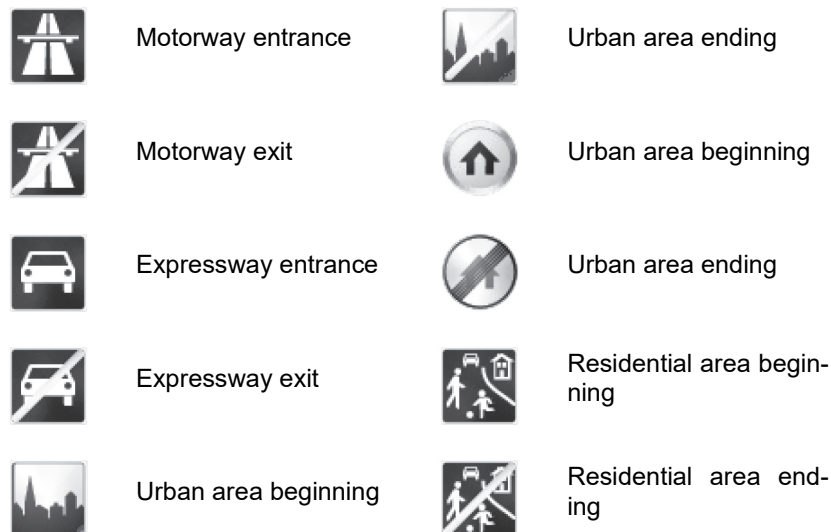 Motorway entrance
Motorway exit
Expressway entrance
Expressway exit
Urban area beginning
Urban area ending
Urban area beginning
Urban area ending
Residential area begin-
ning
Residential area end-
ing